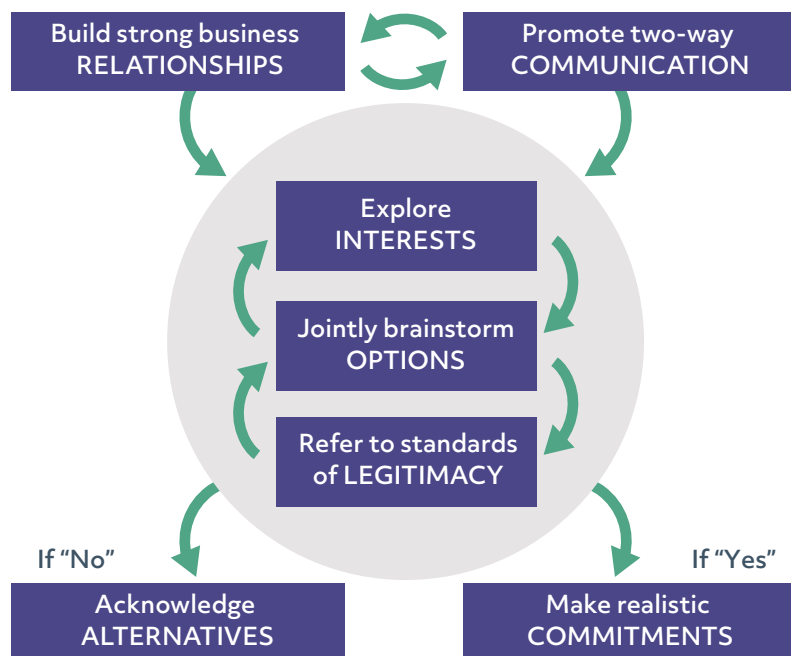 Build strong business
RELATIONSHIPS
Promote two-way
COMMUNICATION
Explore
INTERESTS
Jointly brainstorm
OPTIONS
Refer to standards
of LEGITIMACY
If “No”
If “Yes”
Acknowledge
ALTERNATIVES
Make realistic
COMMITMENTS